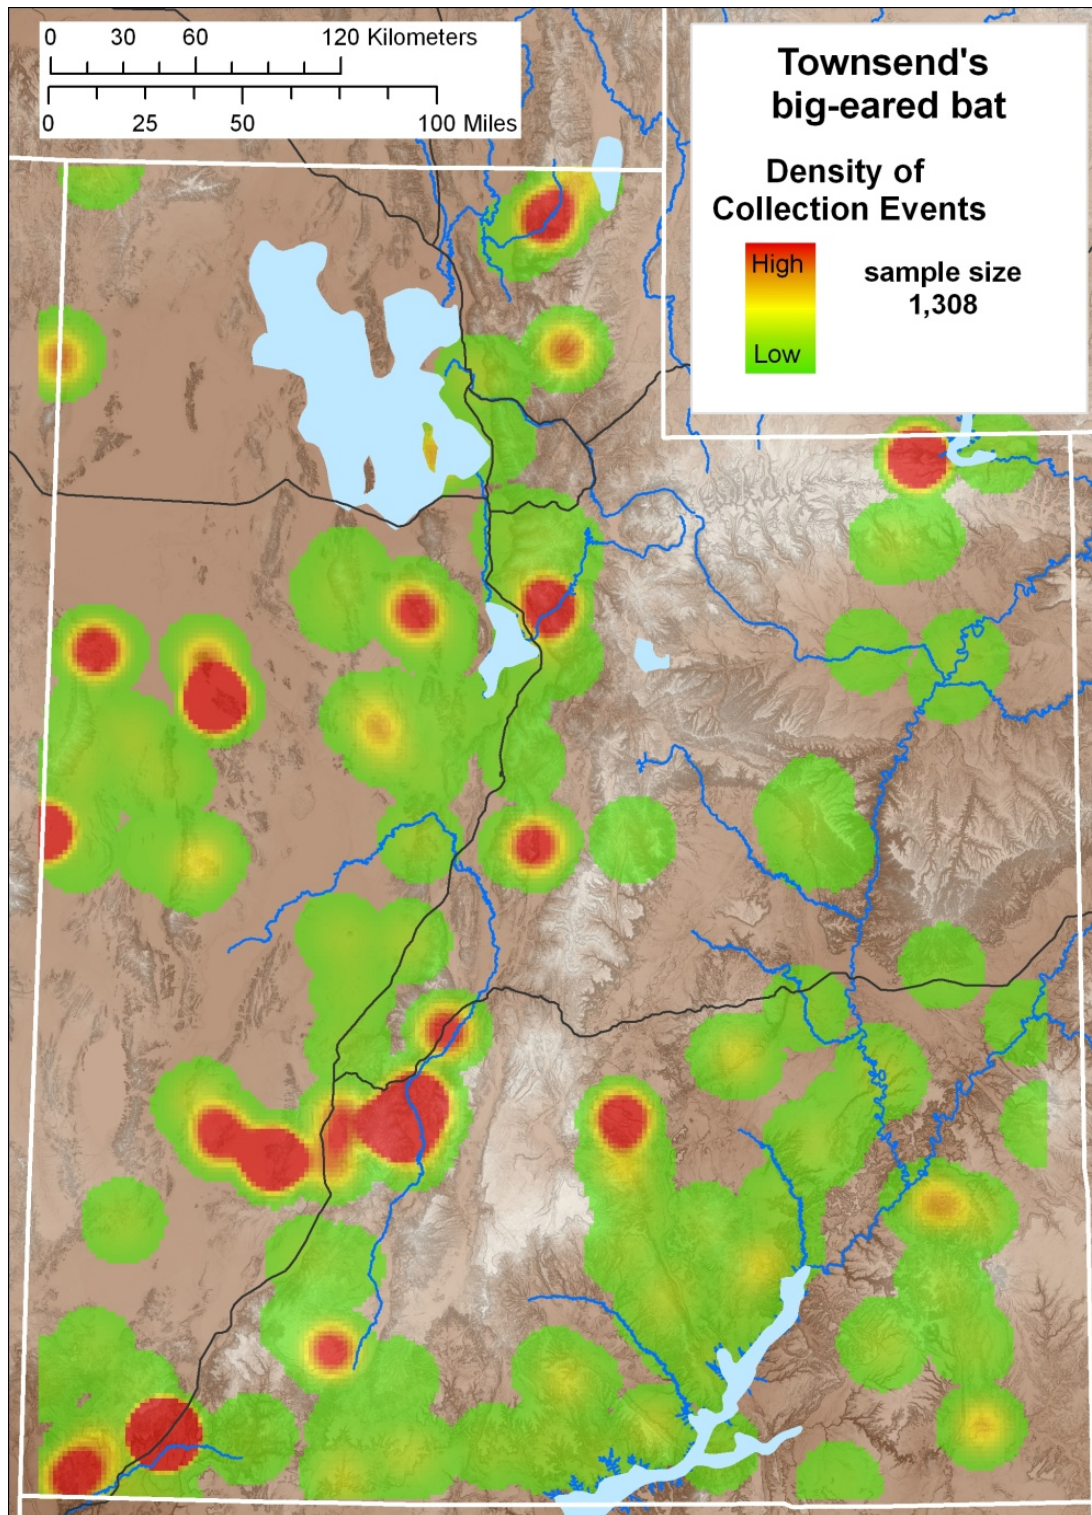 0 30 60 120 Kilometers
0 25 50 100 Miles
Townsend's
big-eared bat
Density of
Collection Events
High
Low
sample size
1,308